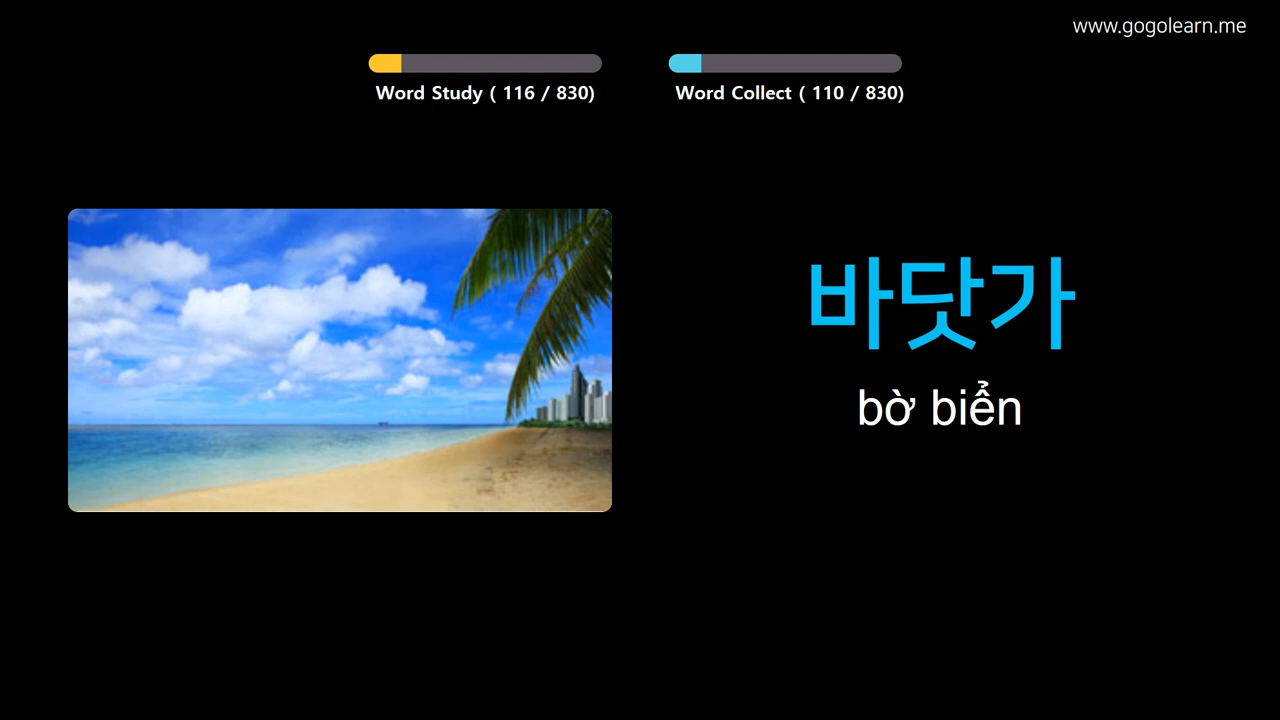 www.gogolearn.me
Word Study ( 116 / 830)
Word Collect ( 110 / 830)
바닷가
bờ biển